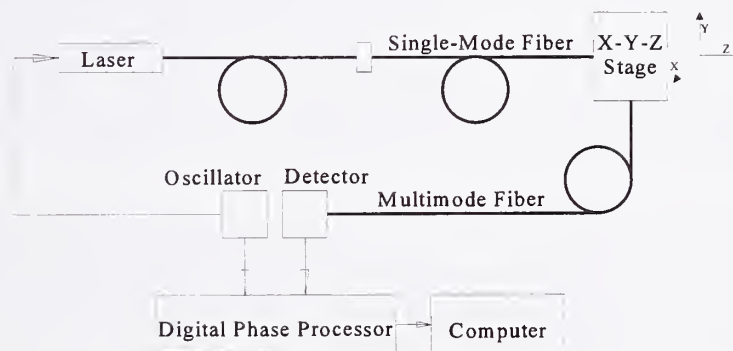 Laser
Single-Mode Fiber
X-Y-Z
Stage
Y
Z
X
Oscillator
Detector
Multimode Fiber
Digital Phase Processor
Computer